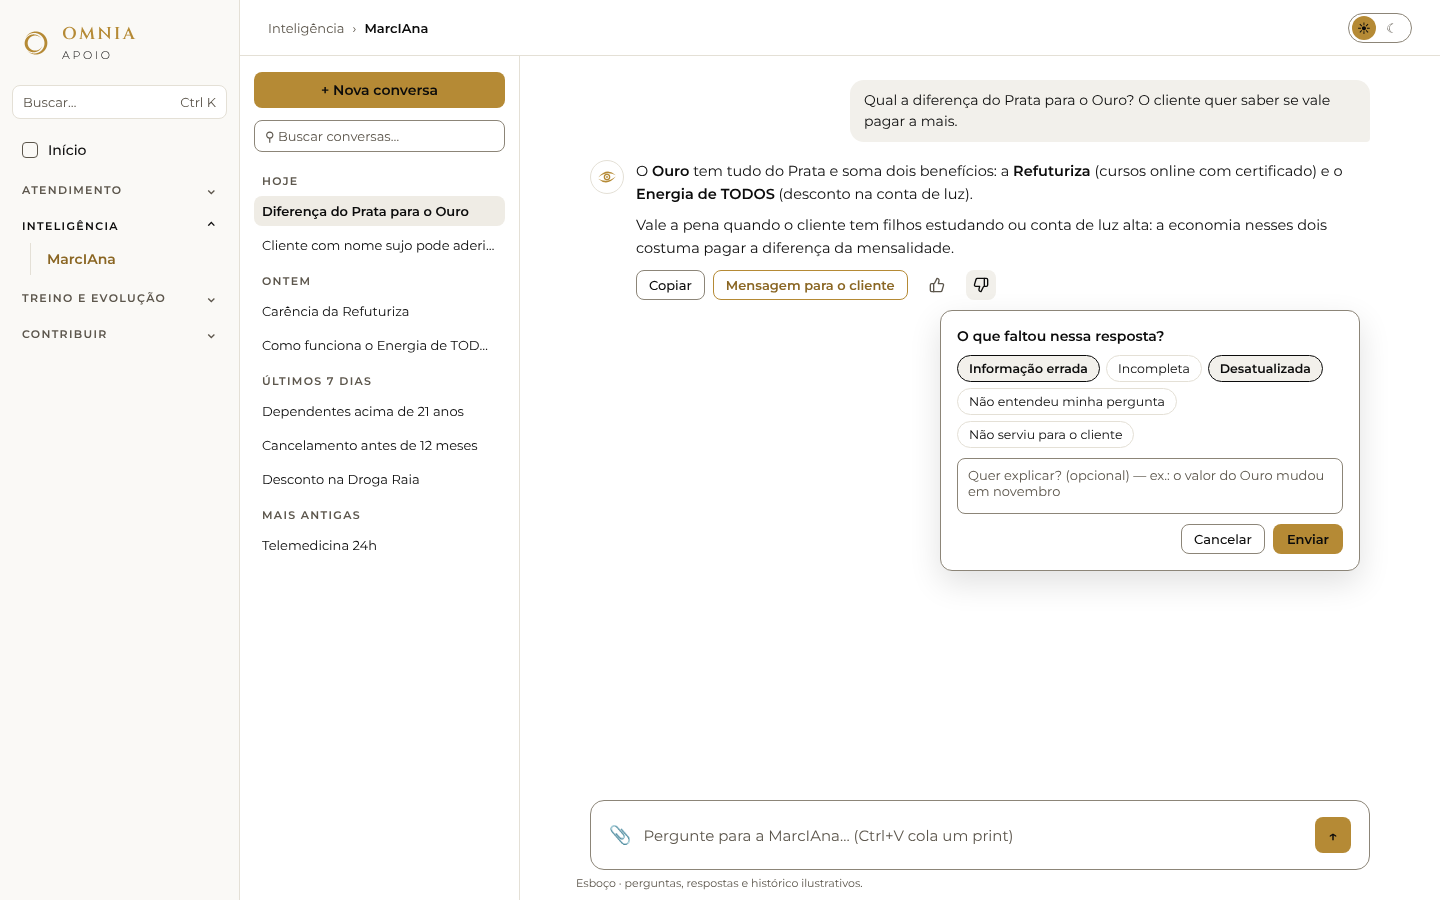 OMNIA
APOIO
Buscar... Ctrl K
Início
ATENDIMENTO
INTELIGÊNCIA
MarcIAna
TREINO E EVOLUÇÃO
CONTRIBUIR
Inteligência › MarcIAna
+ Nova conversa
Buscar conversas...
HOJE
Diferença do Prata para o Ouro
Cliente com nome sujo pode aderi...
ONTEM
Carência da Refuturiza
Como funciona o Energia de TOD...
ÚLTIMOS 7 DIAS
Dependentes acima de 21 anos
Cancelamento antes de 12 meses
Desconto na Droga Raia
MAIS ANTIGAS
Telemedicina 24h
Qual a diferença do Prata para o Ouro? O cliente quer saber se vale
pagar a mais.
O Ouro tem tudo do Prata e soma dois benefícios: a Refuturiza (cursos online com certificado) e o
Energia de TODOS (desconto na conta de luz).
Vale a pena quando o cliente tem filhos estudando ou conta de luz alta: a economia nesses dois
costuma pagar a diferença da mensalidade.
Copiar Mensagem para o cliente
O que faltou nessa resposta?
Informação errada Incompleta Desatualizada
Não entendeu minha pergunta
Não serviu para o cliente
Quer explicar? (opcional) — ex.: o valor do Ouro mudou
em novembro
Cancelar Enviar
Pergunte para a MarcIAna... (Ctrl+V cola um print)
Esboço · perguntas, respostas e histórico ilustrativos.